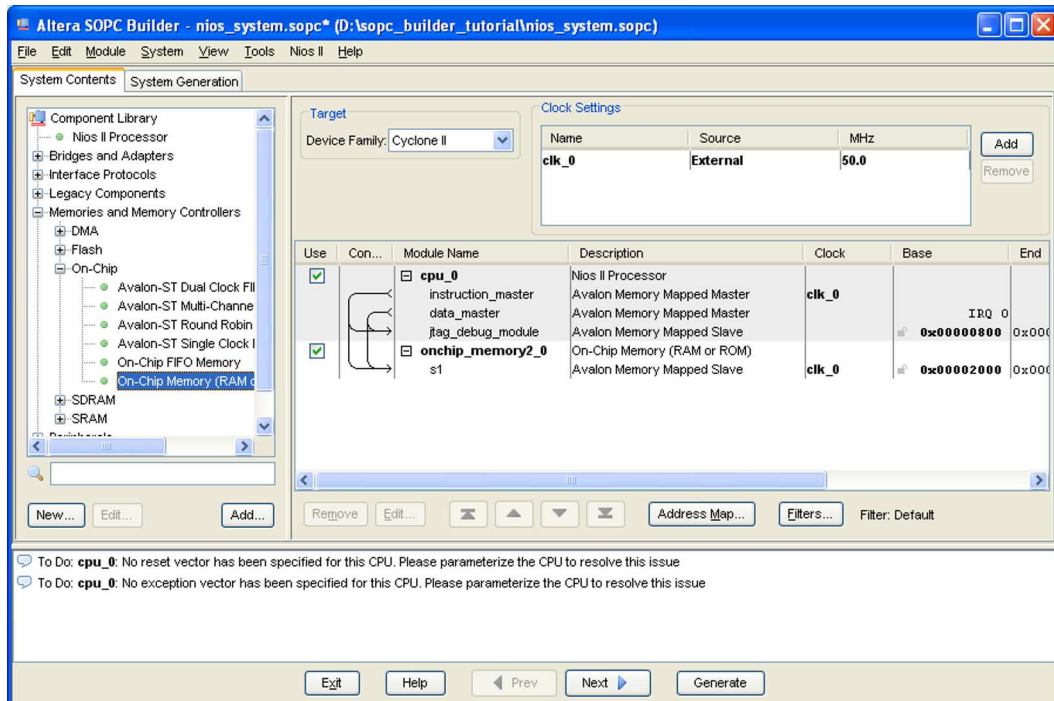 Altera SOPC Builder - nios_system.sopc* (D:\sopc_builder_tutorial\nios_system.sopc)
File Edit Module System View Tools Nios II Help
System Contents System Generation
Component Library
Nios II Processor
Bridges and Adapters
Interface Protocols
Legacy Components
Memories and Memory Controllers
DMA
Flash
On-Chip
Avalon-ST Dual Clock FI
Avalon-ST Multi-Channe
Avalon-ST Round Robin
Avalon-ST Single Clock
On-Chip FIFO Memory
On-Chip Memory (RAM o
SDRAM
SRAM
New... Edit... Add...
Target
Device Family: Cyclone II
Clock Settings
Name Source MHz
clk_0 External 50.0
Add
Remove
Use Con... Module Name Description Clock Base End
cpu_0 Nios II Processor
instruction_master Avalon Memory Mapped Master clk_0
data_master Avalon Memory Mapped Master IRQ 0
jtag_debug_module Avalon Memory Mapped Slave 0x00000800 0x000
onchip_memory2_0 On-Chip Memory (RAM or ROM)
s1 Avalon Memory Mapped Slave clk_0 0x00002000 0x000
Remove Edit... Address Map... Filters... Filter: Default
To Do: cpu_0: No reset vector has been specified for this CPU. Please parameterize the CPU to resolve this issue
To Do: cpu_0: No exception vector has been specified for this CPU. Please parameterize the CPU to resolve this issue
Exit Help Prev Next Generate